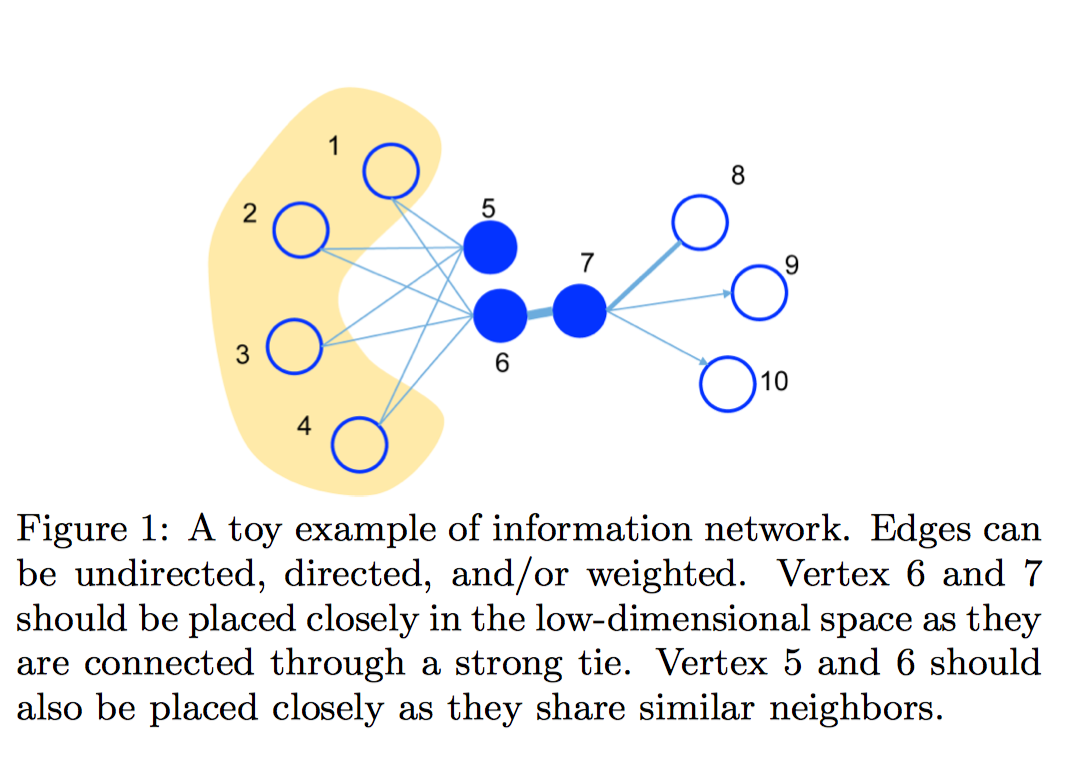 1
8
5
2
7
9
3
6
10
4
Figure 1: A toy example of information network. Edges can
be undirected, directed, and/or weighted. Vertex 6 and 7
should be placed closely in the low-dimensional space as they
are connected through a strong tie. Vertex 5 and 6 should
also be placed closely as they share similar neighbors.